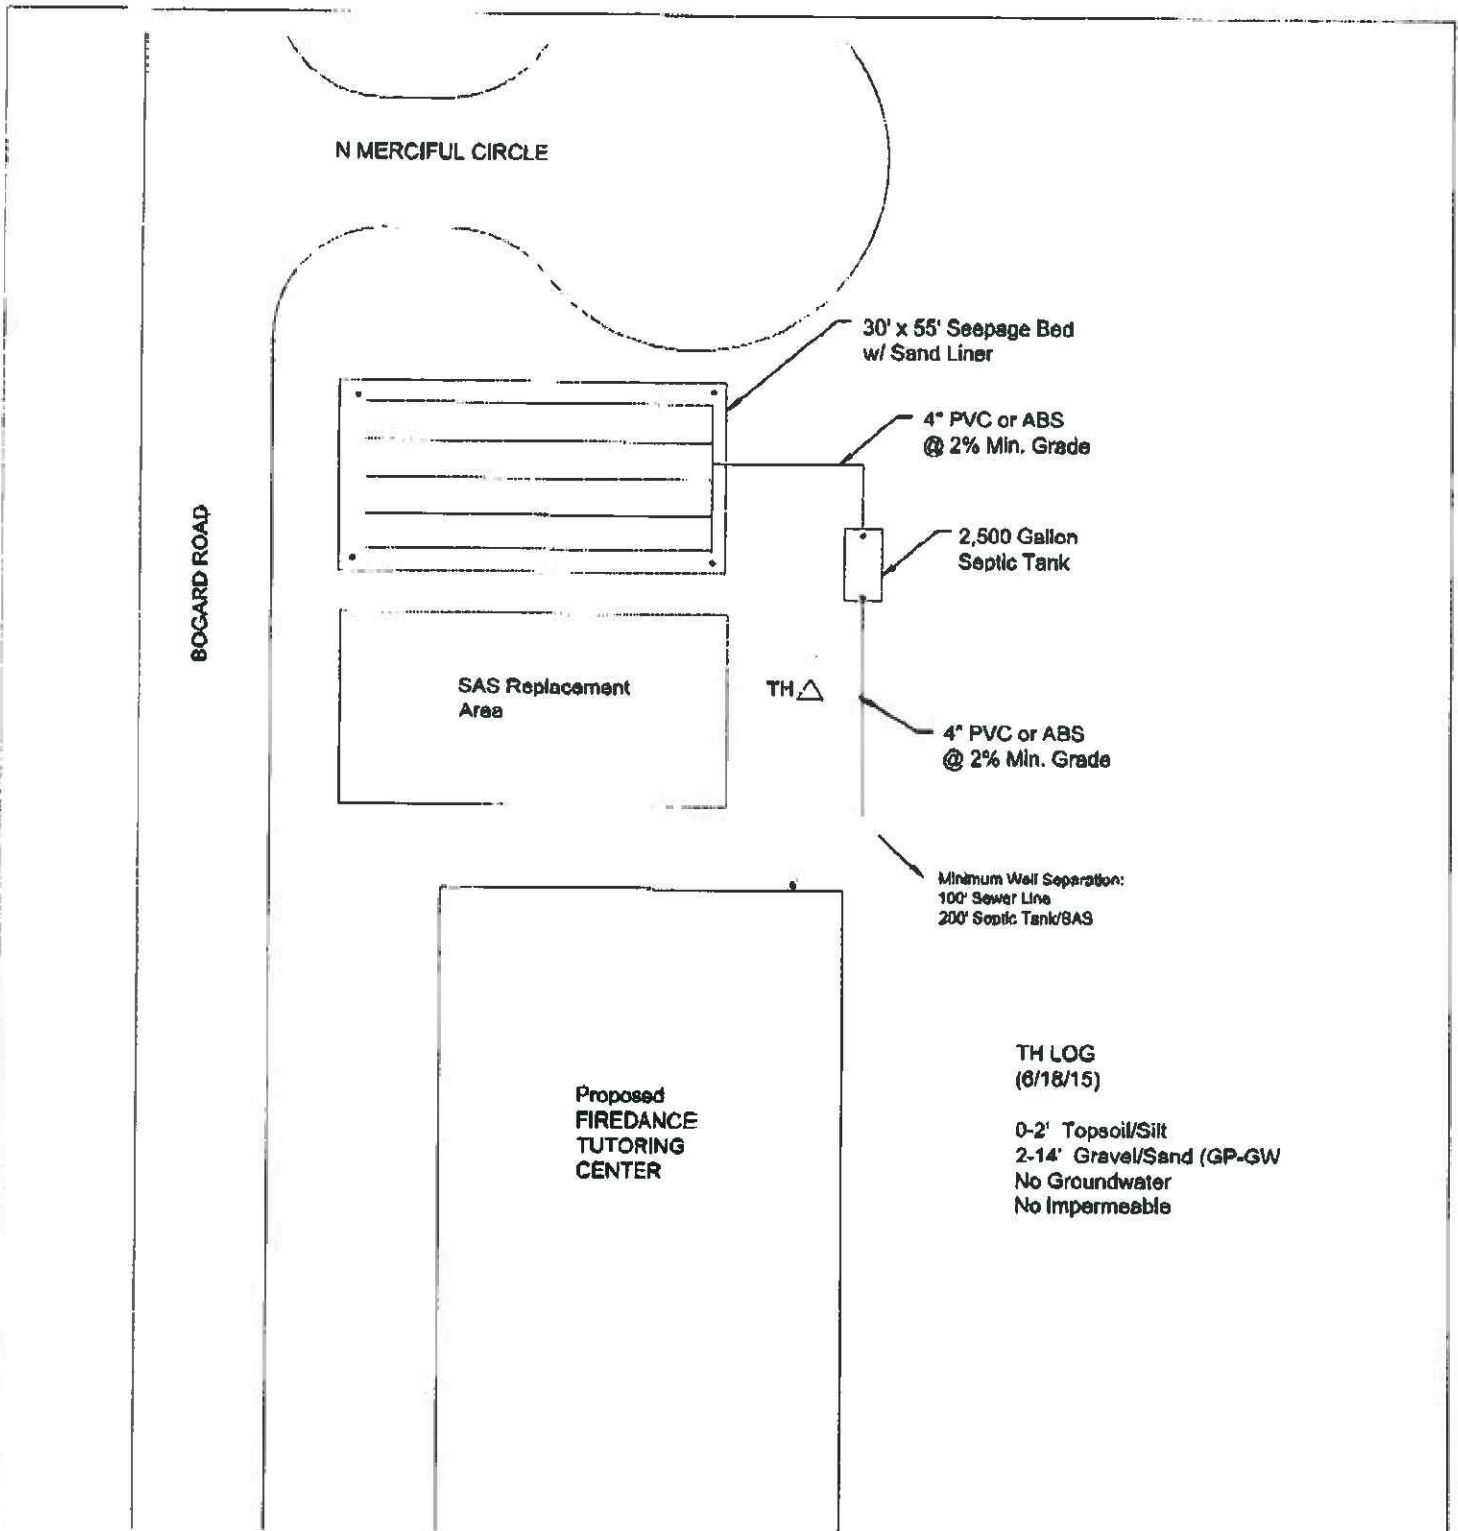 N MERCIFUL CIRCLE
30' x 55' Seepage Bed
w/ Sand Liner
4" PVC or ABS
@ 2% Min. Grade
BOGARD ROAD
2,500 Gallon
Septic Tank
SAS Replacement
Area
TH
4" PVC or ABS
@ 2% Min. Grade
Minimum Well Separation:
100' Sewer Line
200' Septic Tank/SAS
Proposed
FIREDANCE
TUTORING
CENTER
TH LOG
(6/18/15)
0-2' Topsoil/Silt
2-14' Gravel/Sand (GP-GW
No Groundwater
No Impermeable